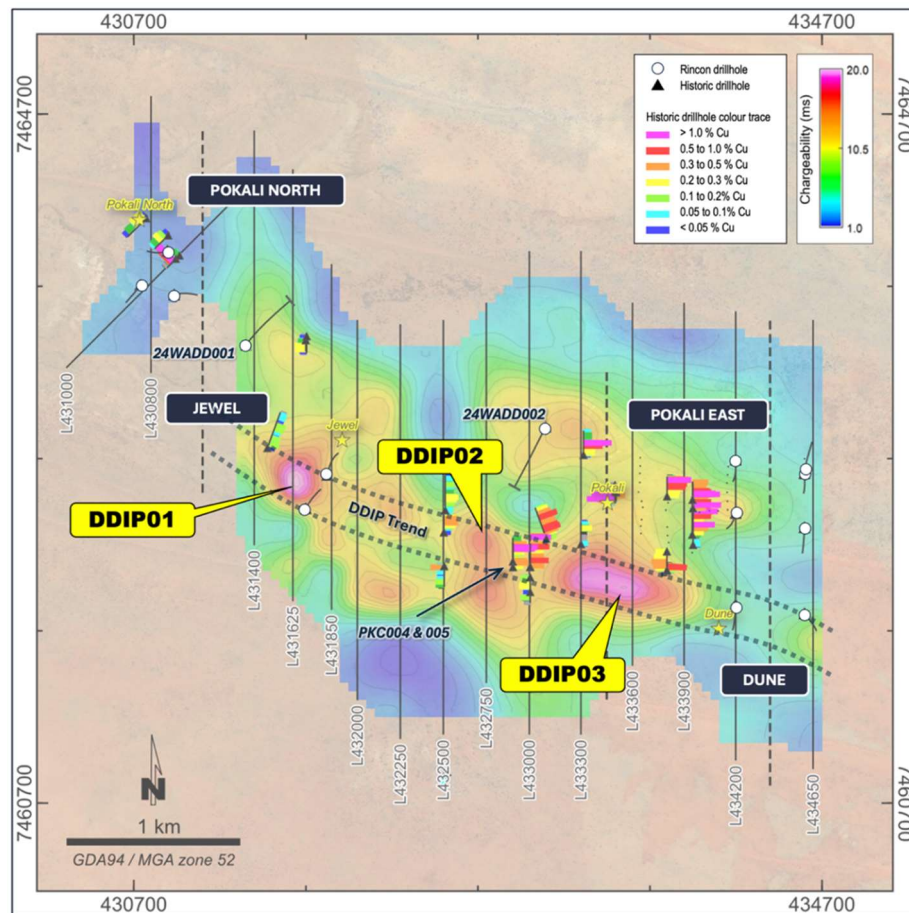 430700
434700
7464700
7464700
Rincon drillhole
Historic drillhole
Historic drillhole colour trace
> 1.0 % Cu
0.5 to 1.0 % Cu
0.3 to 0.5 % Cu
0.2 to 0.3 % Cu
0.1 to 0.2% Cu
0.05 to 0.1% Cu
< 0.05 % Cu
Chargeability (ms)
20.0
10.5
1.0
POKALI NORTH
Pokali North
24WADD001
L431000
L430800
JEWEL
Jewel
24WADD002
POKALI EAST
DDIP02
Pokali
DDIP01
DDIP Trend
L431400
L431625
L431850
L432000
L432250
L432500
L432750
L433000
L433300
L433600
L433900
L434200
L434650
PKC004 & 005
DDIP03
Dune
DUNE
N
1 km
GDA94 / MGA zone 52
7460700
7460700
430700
434700